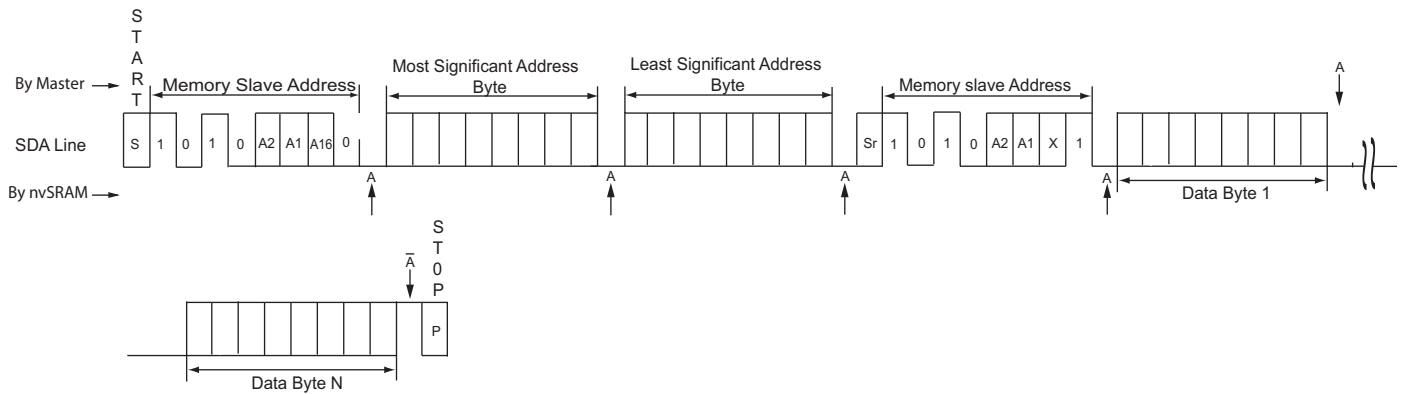 START
By Master
Memory Slave Address
Most Significant Address
Byte
Least Significant Address
Byte
Memory slave Address
A
SDA Line
S 1 0 1 0 A2 A1 A16 0
Sr 1 0 1 0 A2 A1 X 1
By nvSRAM
A
A
A
A
Data Byte 1
ST0P
A̅
P
Data Byte N